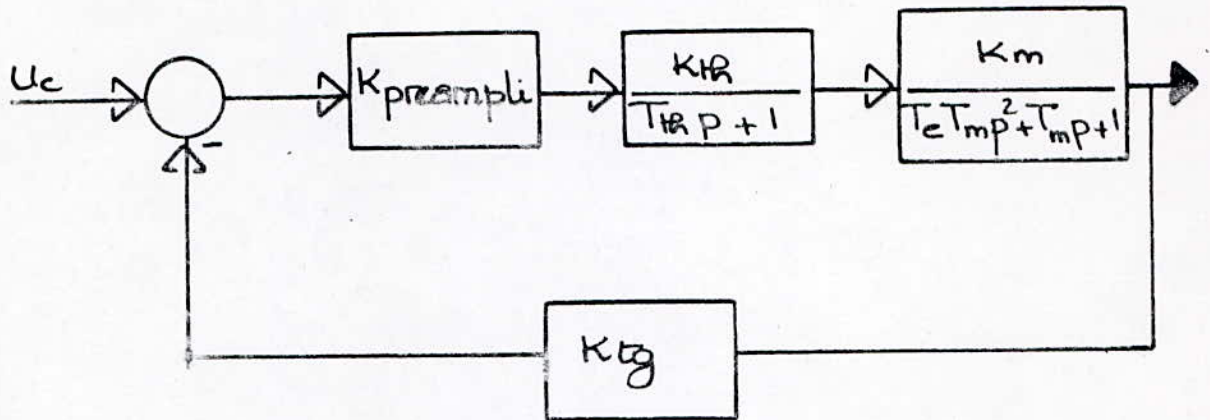 Uc
-
Kpreampli
Kth
Tth p + 1
Km
TeTmp²+Tmp+1
Ktg